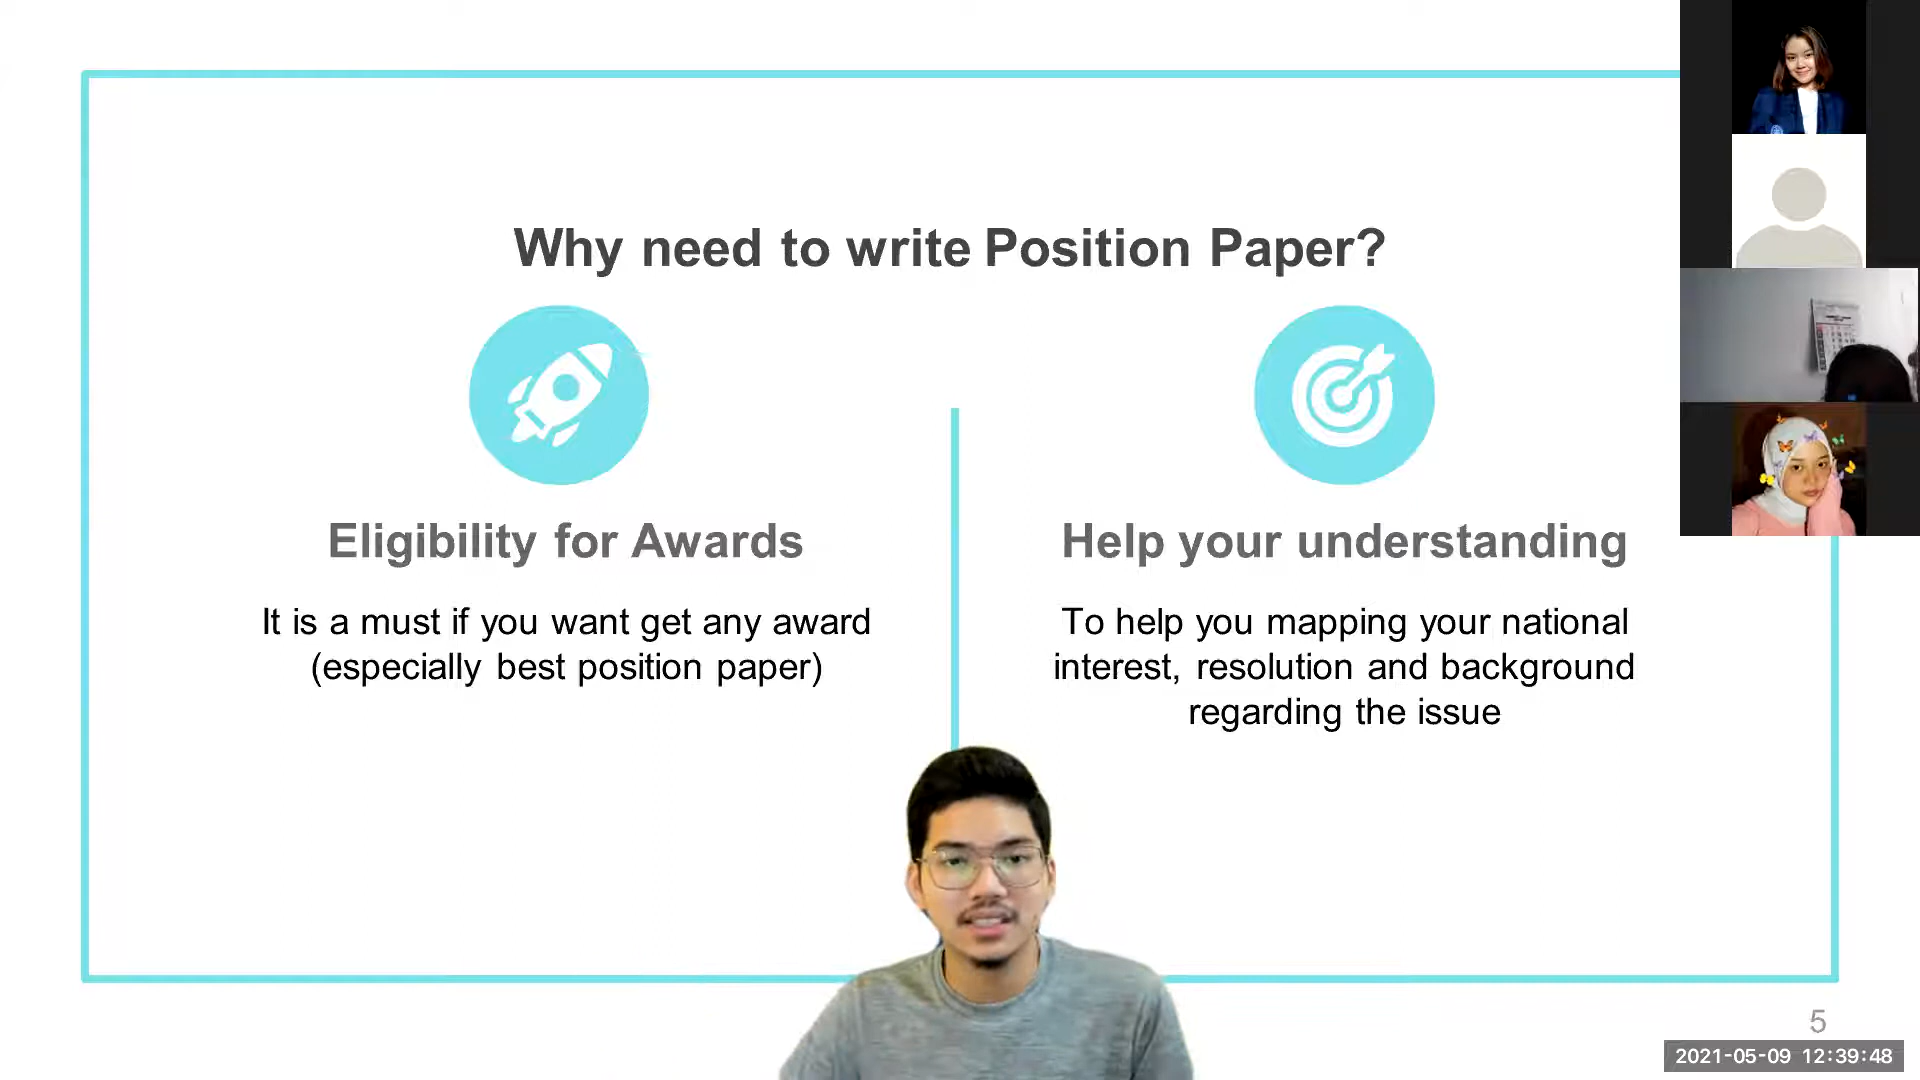 Why need to write Position Paper?
Eligibility for Awards
It is a must if you want get any award
(especially best position paper)
Help your understanding
To help you mapping your national
interest, resolution and background
regarding the issue
5
2021-05-09 12:39:48